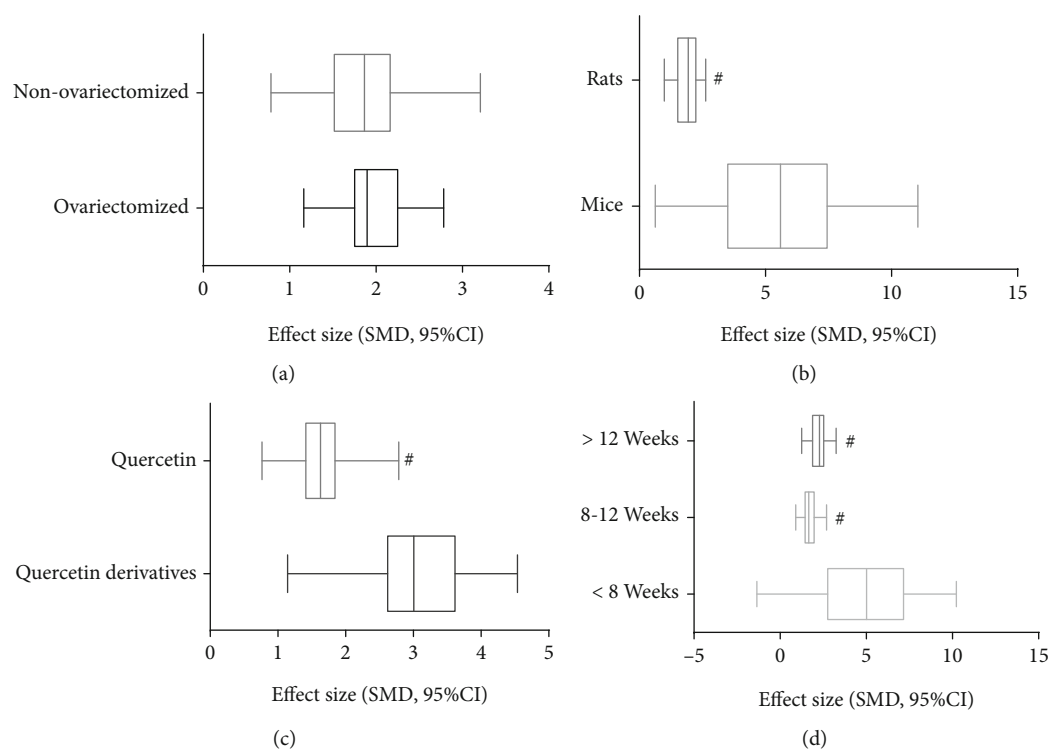 Non-ovariectomized
Ovariectomized
0 1 2 3 4
Effect size (SMD, 95%CI)
(a)
Rats
#
Mice
0 5 10 15
Effect size (SMD, 95%CI)
(b)
Quercetin
#
Quercetin derivatives
0 1 2 3 4 5
Effect size (SMD, 95%CI)
(c)
> 12 Weeks
#
8-12 Weeks
#
< 8 Weeks
–5 0 5 10 15
Effect size (SMD, 95%CI)
(d)